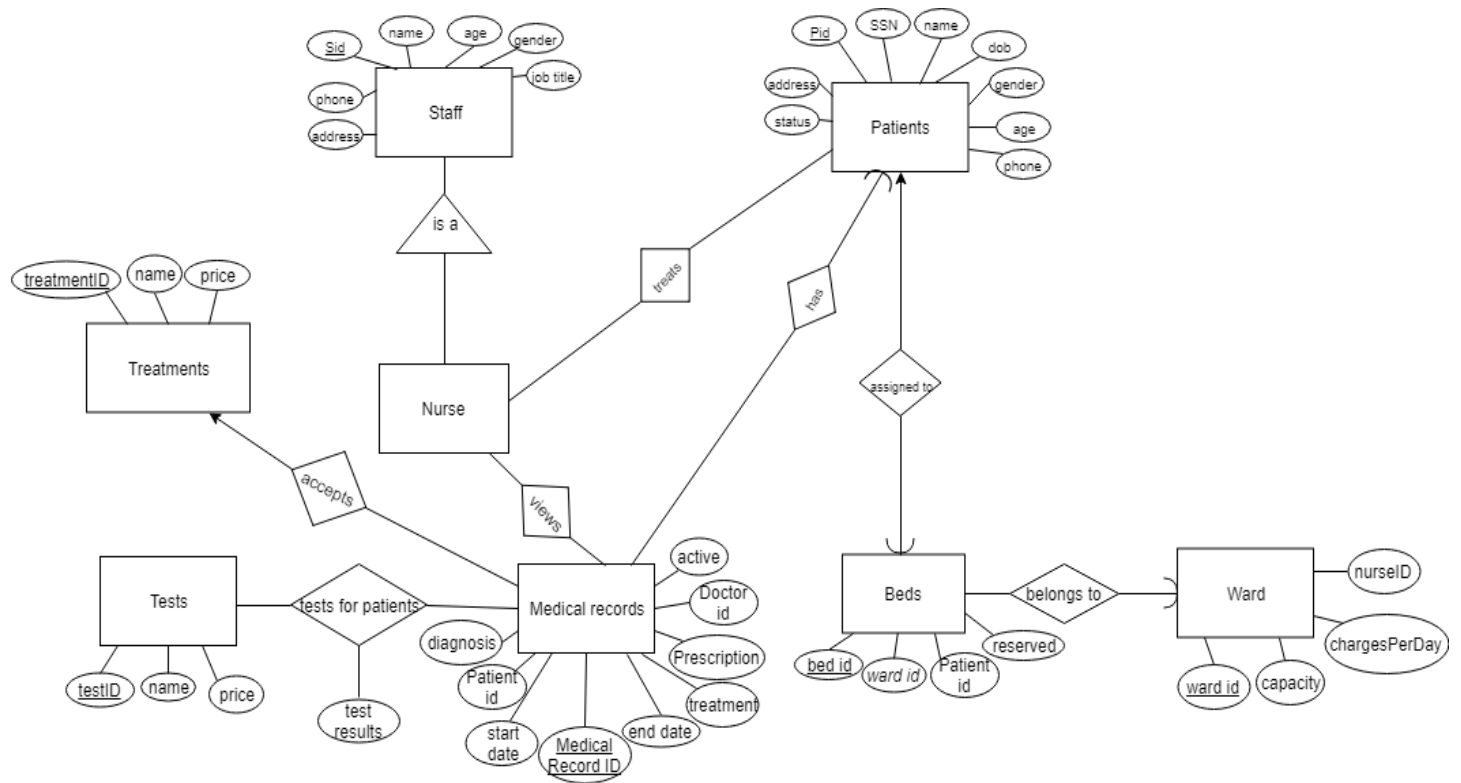 Sid
name
age
gender
job title
phone
address
Staff
Pid
SSN
name
dob
gender
age
phone
address
status
Patients
is a
treatmentID
name
price
Treatments
Nurse
treats
has
assigned to
accepts
views
Tests
testID
name
price
tests for patients
test
results
Medical records
active
Doctor
id
Prescription
treatment
end date
Medical
Record ID
start
date
Patient
id
diagnosis
Beds
bed id
ward id
Patient
id
reserved
belongs to
Ward
nurseID
chargesPerDay
capacity
ward id